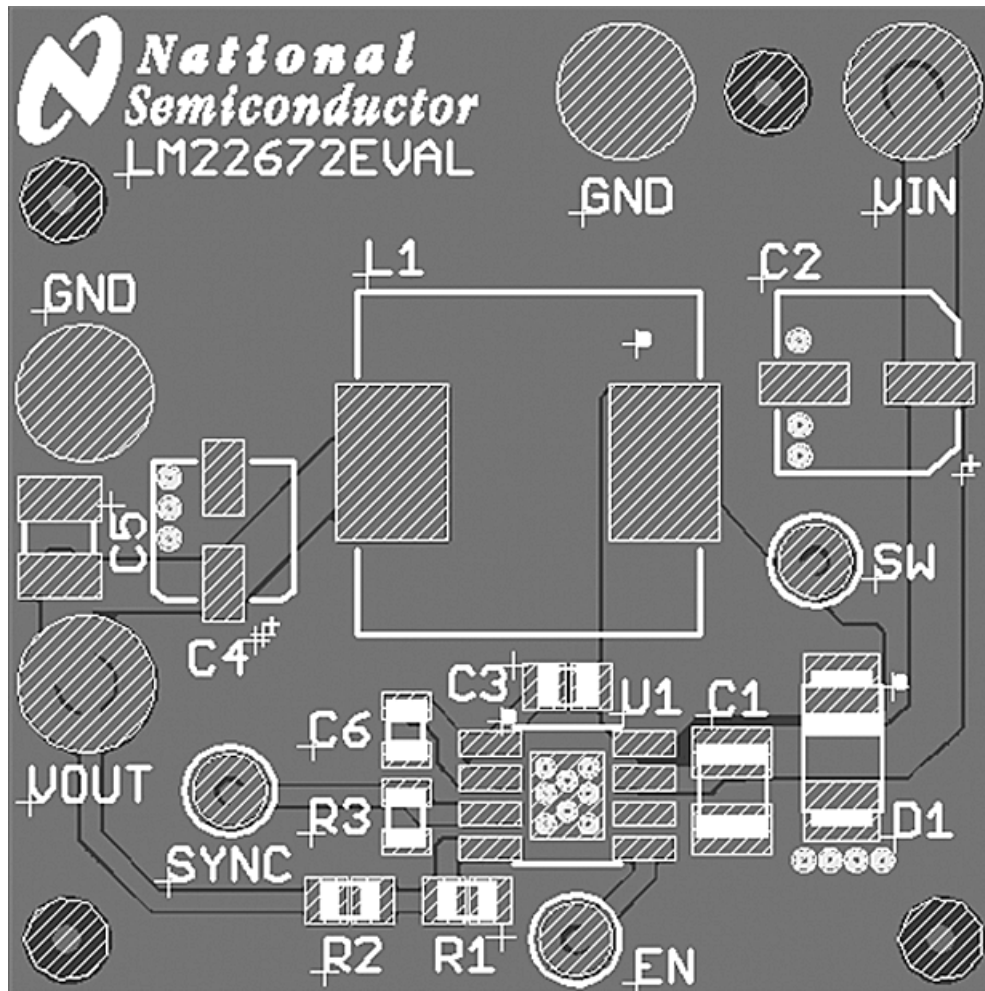 National
Semiconductor
LM22672EVAL
GND
VIN
L1
C2
GND
C5
SW
C4
C3
U1
C1
C6
VOUT
R3
D1
SYNC
R2
R1
EN